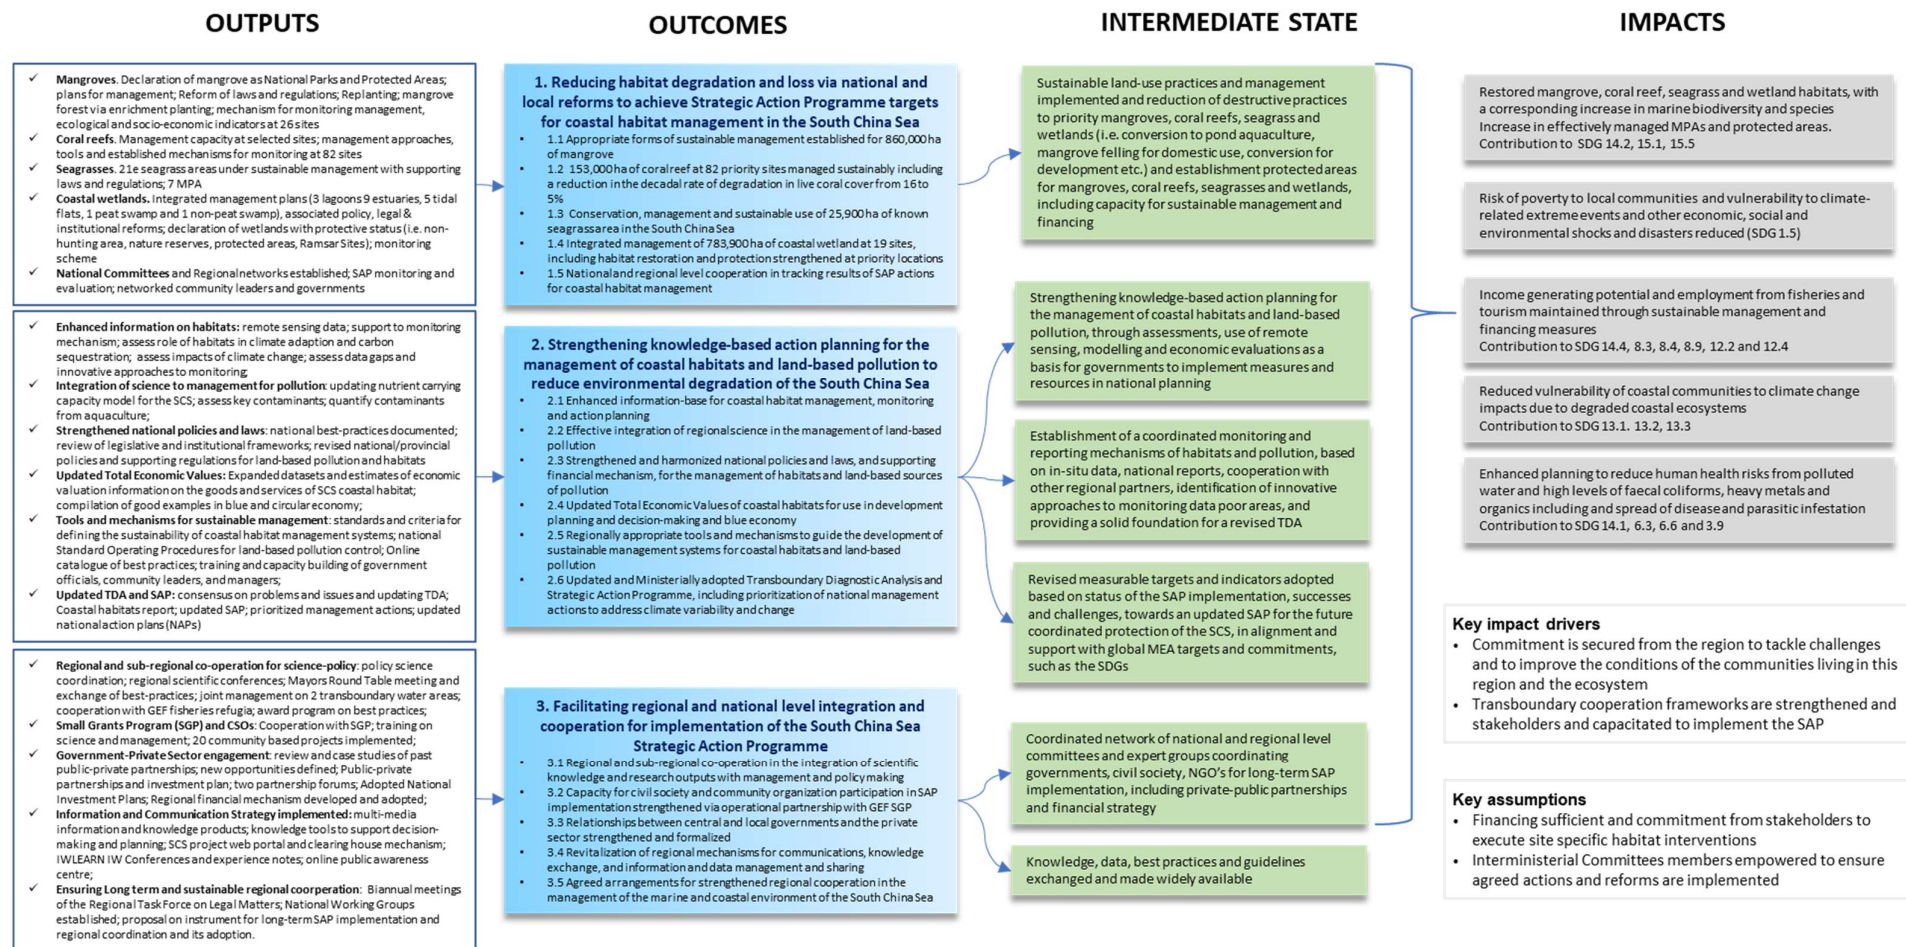 OUTPUTS
OUTCOMES
INTERMEDIATE STATE
IMPACTS
✓ Mangroves. Declaration of mangrove as National Parks and Protected Areas;
plans for management; Reform of laws and regulations; Replanting; mangrove
forest via enrichment planting; mechanism for monitoring management,
ecological and socio-economic indicators at 26 sites
✓ Coral reefs. Management capacity at selected sites; management approaches,
tools and established mechanisms for monitoring at 82 sites
✓ Seagrasses. 21e seagrass areas under sustainable management with supporting
laws and regulations; 7 MPA
✓ Coastal wetlands. Integrated management plans (3 lagoons 9 estuaries, 5 tidal
flats, 1 peat swamp and 1 non-peat swamp), associated policy, legal &
institutional reforms; declaration of wetlands with protective status (i.e. non-
hunting area, nature reserves, protected areas, Ramsar Sites); monitoring
scheme
✓ National Committees and Regional networks established; SAP monitoring and
evaluation; networked community leaders and governments
✓ Enhanced information on habitats: remote sensing data; support to monitoring
mechanism; assess role of habitats in climate adaption and carbon
sequestration; assess impacts of climate change; assess data gaps and
innovative approaches to monitoring;
✓ Integration of science to management for pollution: updating nutrient carrying
capacity model for the SCS; assess key contaminants; quantify contaminants
from aquaculture;
✓ Strengthened national policies and laws: national best-practices documented;
review of legislative and institutional frameworks; revised national/provincial
policies and supporting regulations for land-based pollution and habitats
✓ Updated Total Economic Values: Expanded datasets and estimates of economic
valuation information on the goods and services of SCS coastal habitat;
compilation of good examples in blue and circular economy;
✓ Tools and mechanisms for sustainable management: standards and criteria for
defining the sustainability of coastal habitat management systems; national
Standard Operating Procedures for land-based pollution control; Online
catalogue of best practices; training and capacity building of government
officials, community leaders, and managers;
✓ Updated TDA and SAP: consensus on problems and issues and updating TDA;
Coastal habitats report; updated SAP; prioritized management actions; updated
national action plans (NAPs)
✓ Regional and sub-regional co-operation for science-policy: policy science
coordination; regional scientific conferences; Mayors Round Table meeting and
exchange of best-practices; joint management on 2 transboundary water areas;
cooperation with GEF fisheries refugia; award program on best practices;
✓ Small Grants Program (SGP) and CSOs: Cooperation with SGP; training on
science and management; 20 community based projects implemented;
✓ Government-Private Sector engagement: review and case studies of past
public-private partnerships; new opportunities defined; Public-private
partnerships and investment plan; two partnership forums; Adopted National
Investment Plans; Regional financial mechanism developed and adopted;
✓ Information and Communication Strategy implemented: multi-media
information and knowledge products; knowledge tools to support decision-
making and planning; SCS project web portal and clearing house mechanism;
IWLEARN IW Conferences and experience notes; online public awareness
centre;
✓ Ensuring Long term and sustainable regional coorperation: Biannual meetings
of the Regional Task Force on Legal Matters; National Working Groups
established; proposal on instrument for long-term SAP implementation and
regional coordination and its adoption.
1. Reducing habitat degradation and loss via national and
local reforms to achieve Strategic Action Programme targets
for coastal habitat management in the South China Sea
• 1.1 Appropriate forms of sustainable management established for 860,000 ha
of mangrove
• 1.2 153,000 ha of coral reef at 82 priority sites managed sustainably including
a reduction in the decadal rate of degradation in live coral cover from 16 to
5%
• 1.3 Conservation, management and sustainable use of 25,900 ha of known
seagrass area in the South China Sea
• 1.4 Integrated management of 783,900 ha of coastal wetland at 19 sites,
including habitat restoration and protection strengthened at priority locations
• 1.5 National and regional level cooperation in tracking results of SAP actions
for coastal habitat management
2. Strengthening knowledge-based action planning for the
management of coastal habitats and land-based pollution to
reduce environmental degradation of the South China Sea
• 2.1 Enhanced information-base for coastal habitat management, monitoring
and action planning
• 2.2 Effective integration of regional science in the management of land-based
pollution
• 2.3 Strengthened and harmonized national policies and laws, and supporting
financial mechanism, for the management of habitats and land-based sources
of pollution
• 2.4 Updated Total Economic Values of coastal habitats for use in development
planning and decision-making and blue economy
• 2.5 Regionally appropriate tools and mechanisms to guide the development of
sustainable management systems for coastal habitats and land-based
pollution
• 2.6 Updated and Ministerially adopted Transboundary Diagnostic Analysis and
Strategic Action Programme, including prioritization of national management
actions to address climate variability and change
3. Facilitating regional and national level integration and
cooperation for implementation of the South China Sea
Strategic Action Programme
• 3.1 Regional and sub-regional co-operation in the integration of scientific
knowledge and research outputs with management and policy making
• 3.2 Capacity for civil society and community organization participation in SAP
implementation strengthened via operational partnership with GEF SGP
• 3.3 Relationships between central and local governments and the private
sector strengthened and formalized
• 3.4 Revitalization of regional mechanisms for communications, knowledge
exchange, and information and data management and sharing
• 3.5 Agreed arrangements for strengthened regional cooperation in the
management of the marine and coastal environment of the South China Sea
Sustainable land-use practices and management
implemented and reduction of destructive practices
to priority mangroves, coral reefs, seagrass and
wetlands (i.e. conversion to pond aquaculture,
mangrove felling for domestic use, conversion for
development etc.) and establishment protected areas
for mangroves, coral reefs, seagrasses and wetlands,
including capacity for sustainable management and
financing
Strengthening knowledge-based action planning for
the management of coastal habitats and land-based
pollution, through assessments, use of remote
sensing, modelling and economic evaluations as a
basis for governments to implement measures and
resources in national planning
Establishment of a coordinated monitoring and
reporting mechanisms of habitats and pollution, based
on in-situ data, national reports, cooperation with
other regional partners, identification of innovative
approaches to monitoring data poor areas, and
providing a solid foundation for a revised TDA
Revised measurable targets and indicators adopted
based on status of the SAP implementation, successes
and challenges, towards an updated SAP for the future
coordinated protection of the SCS, in alignment and
support with global MEA targets and commitments,
such as the SDGs
Coordinated network of national and regional level
committees and expert groups coordinating
governments, civil society, NGO's for long-term SAP
implementation, including private-public partnerships
and financial strategy
Knowledge, data, best practices and guidelines
exchanged and made widely available
Restored mangrove, coral reef, seagrass and wetland habitats, with
a corresponding increase in marine biodiversity and species
Increase in effectively managed MPAs and protected areas.
Contribution to SDG 14.2, 15.1, 15.5
Risk of poverty to local communities and vulnerability to climate-
related extreme events and other economic, social and
environmental shocks and disasters reduced (SDG 1.5)
Income generating potential and employment from fisheries and
tourism maintained through sustainable management and
financing measures
Contribution to SDG 14.4, 8.3, 8.4, 8.9, 12.2 and 12.4
Reduced vulnerability of coastal communities to climate change
impacts due to degraded coastal ecosystems
Contribution to SDG 13.1. 13.2, 13.3
Enhanced planning to reduce human health risks from polluted
water and high levels of faecal coliforms, heavy metals and
organics including and spread of disease and parasitic infestation
Contribution to SDG 14.1, 6.3, 6.6 and 3.9
Key impact drivers
• Commitment is secured from the region to tackle challenges
and to improve the conditions of the communities living in this
region and the ecosystem
• Transboundary cooperation frameworks are strengthened and
stakeholders and capacitated to implement the SAP
Key assumptions
• Financing sufficient and commitment from stakeholders to
execute site specific habitat interventions
• Interministerial Committees members empowered to ensure
agreed actions and reforms are implemented